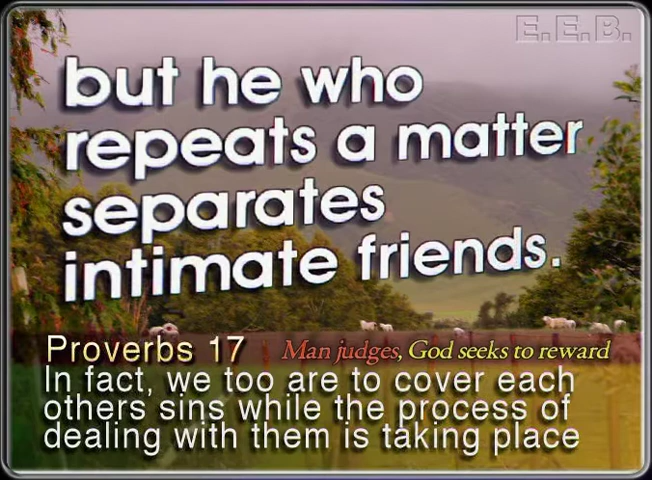 E.E.B.
but he who
repeats a matter
separates
intimate friends.
Proverbs 17 Man judges, God seeks to reward
In fact, we too are to cover each
others sins while the process of
dealing with them is taking place